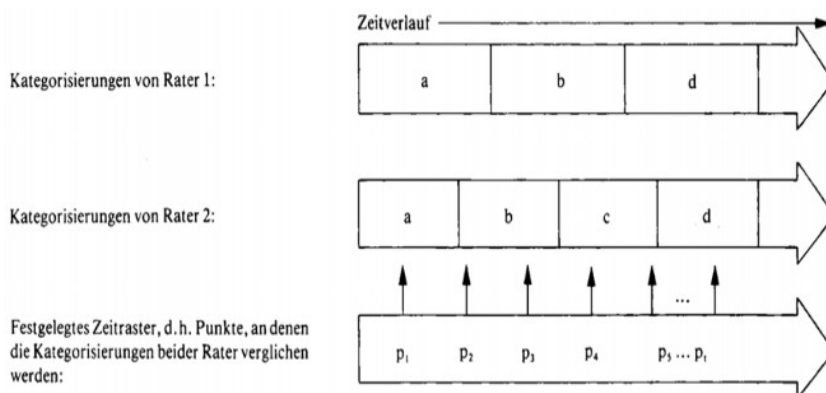 Zeitverlauf
Kategorisierungen von Rater 1:
a b d
Kategorisierungen von Rater 2:
a b c d
...
Festgelegtes Zeitraster, d.h. Punkte, an denen
die Kategorisierungen beider Rater verglichen
werden:
p₁ p₂ p₃ p₄ p₅ ... pₜ